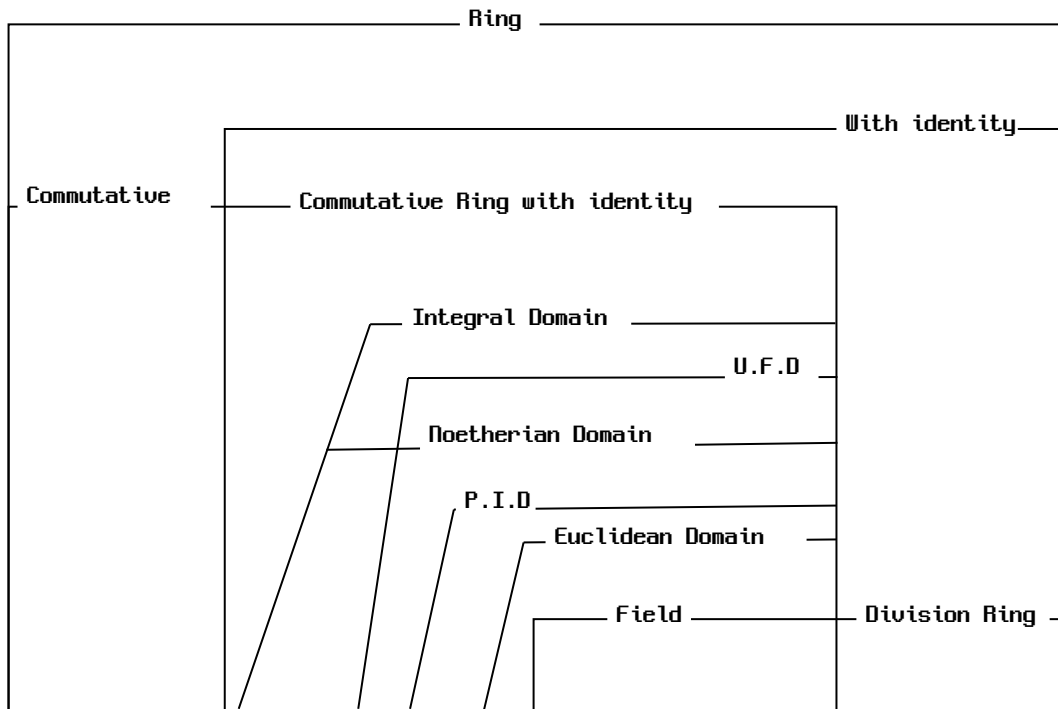 Ring
With identity
Commutative
Commutative Ring with identity
Integral Domain
U.F.D
Noetherian Domain
P.I.D
Euclidean Domain
Field
Division Ring